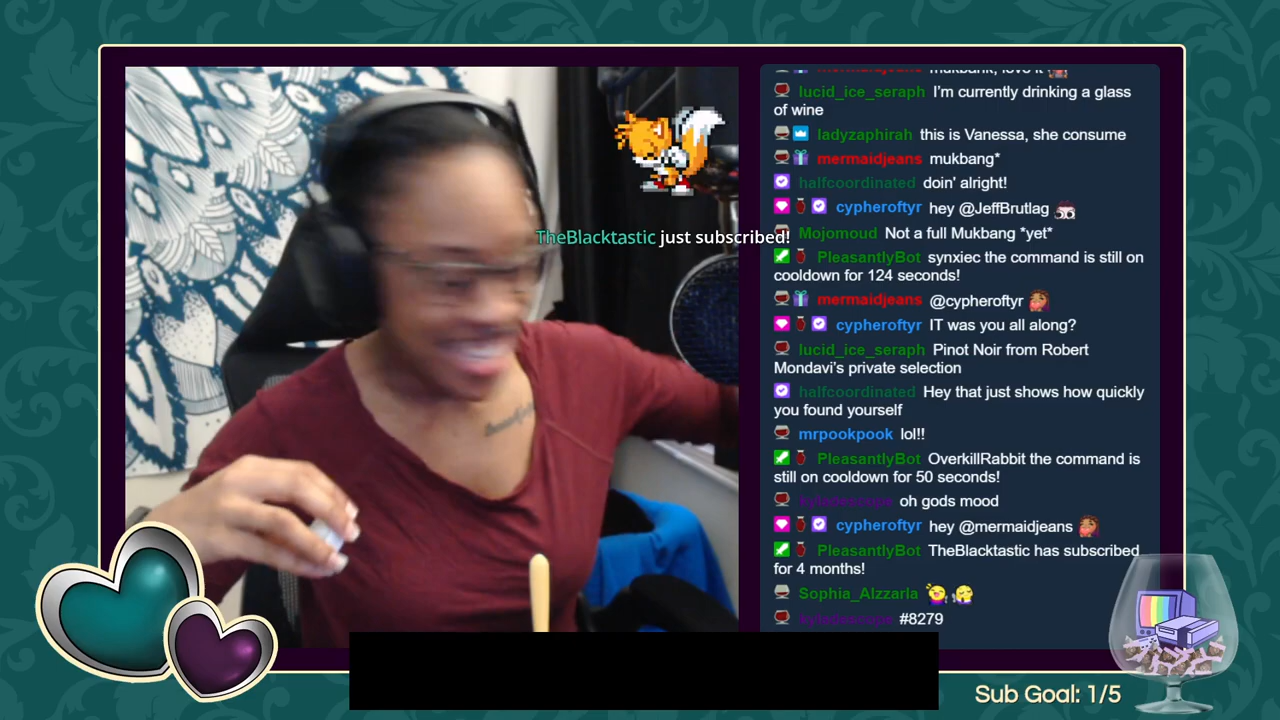 mermaidjeans mukbank, love it
lucid_ice_seraph I'm currently drinking a glass
of wine
ladyzaphirah this is Vanessa, she consume
mermaidjeans mukbang*
halfcoordinated doin' alright!
cypheroftyr hey @JeffBrutlag
Mojomoud Not a full Mukbang *yet*
PleasantlyBot synxiec the command is still on
cooldown for 124 seconds!
mermaidjeans @cypheroftyr
cypheroftyr IT was you all along?
lucid_ice_seraph Pinot Noir from Robert
Mondavi's private selection
halfcoordinated Hey that just shows how quickly
you found yourself
mrpookpook lol!!
PleasantlyBot OverkillRabbit the command is
still on cooldown for 50 seconds!
oh gods mood
cypheroftyr hey @mermaidjeans
PleasantlyBot TheBlacktastic has subscribed
for 4 months!
Sophia_Alzzarla
#8279
TheBlacktastic just subscribed!
Sub Goal: 1/5